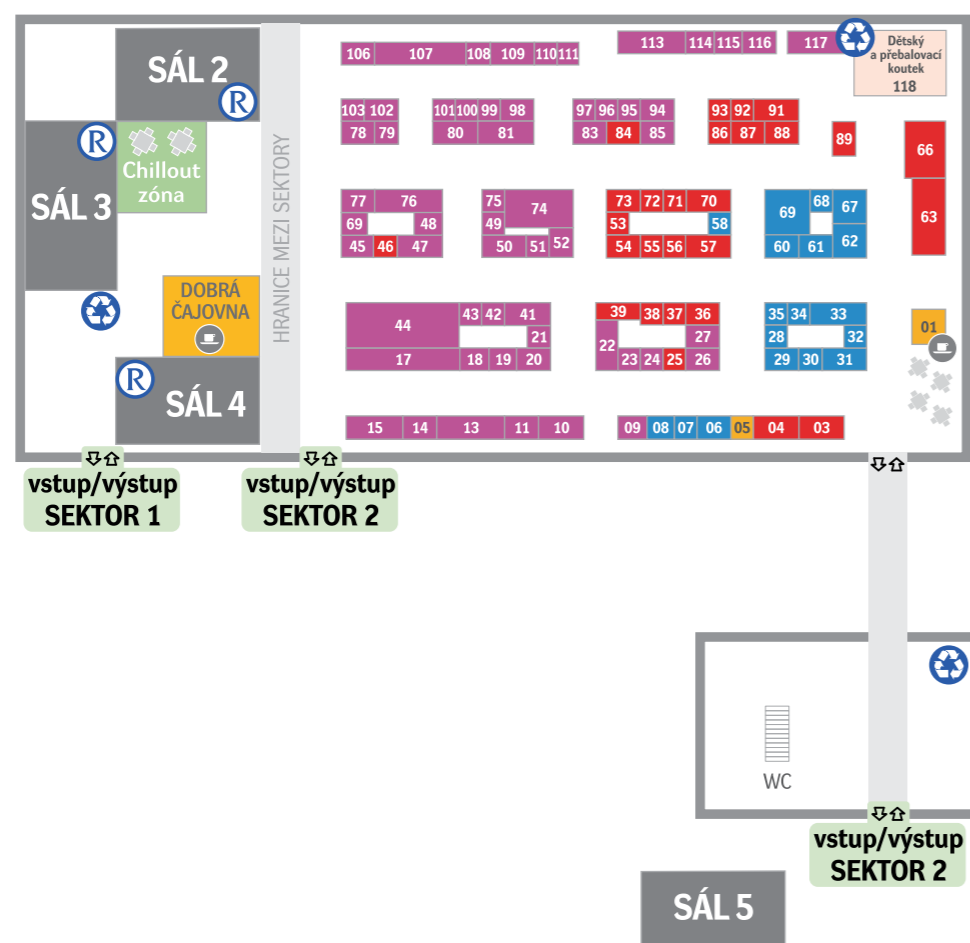 SÁL 2
R
R
SÁL 3
Chillout
zóna
DOBRÁ
ČAJOVNA
R
SÁL 4
HRANICE MEZI SEKTORY
106 107 108 109 110 111
113 114 115 116 117
Dětský
a přebalovací
koutek
118
103 102 101 100 99 98 97 96 95 94 93 92 91
78 79 80 81 83 84 85 86 87 88
89
66
63
77 76 75 74 73 72 71 70 69 68 67
69 48 49 53 58
45 46 47 50 51 52 54 55 56 57 60 61 62
44 43 42 41 39 38 37 36 35 34 33
21 22 27 28 32
17 18 19 20 23 24 25 26 29 30 31
01
15 14 13 11 10 09 08 07 06 05 04 03
vstup/výstup
SEKTOR 1
vstup/výstup
SEKTOR 2
WC
vstup/výstup
SEKTOR 2
SÁL 5